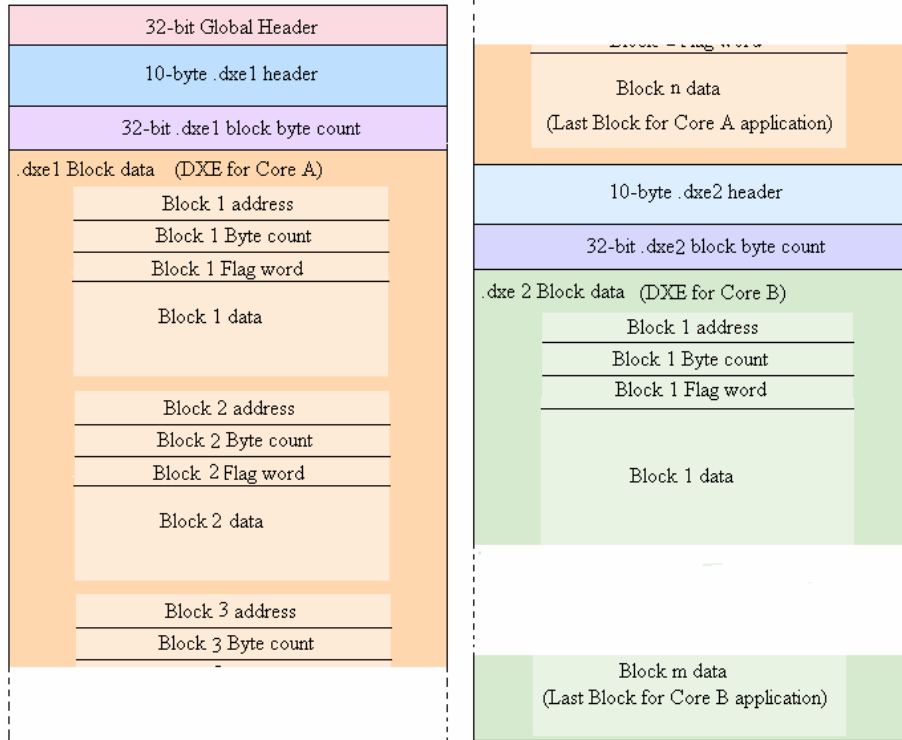 32-bit Global Header
10-byte .dxe1 header
32-bit .dxe1 block byte count
.dxe1 Block data (DXE for Core A)
Block 1 address
Block 1 Byte count
Block 1 Flag word
Block 1 data
Block 2 address
Block 2 Byte count
Block 2 Flag word
Block 2 data
Block 3 address
Block 3 Byte count
Flag word
Block n data
(Last Block for Core A application)
10-byte .dxe2 header
32-bit .dxe2 block byte count
.dxe 2 Block data (DXE for Core B)
Block 1 address
Block 1 Byte count
Block 1 Flag word
Block 1 data
Block m data
(Last Block for Core B application)